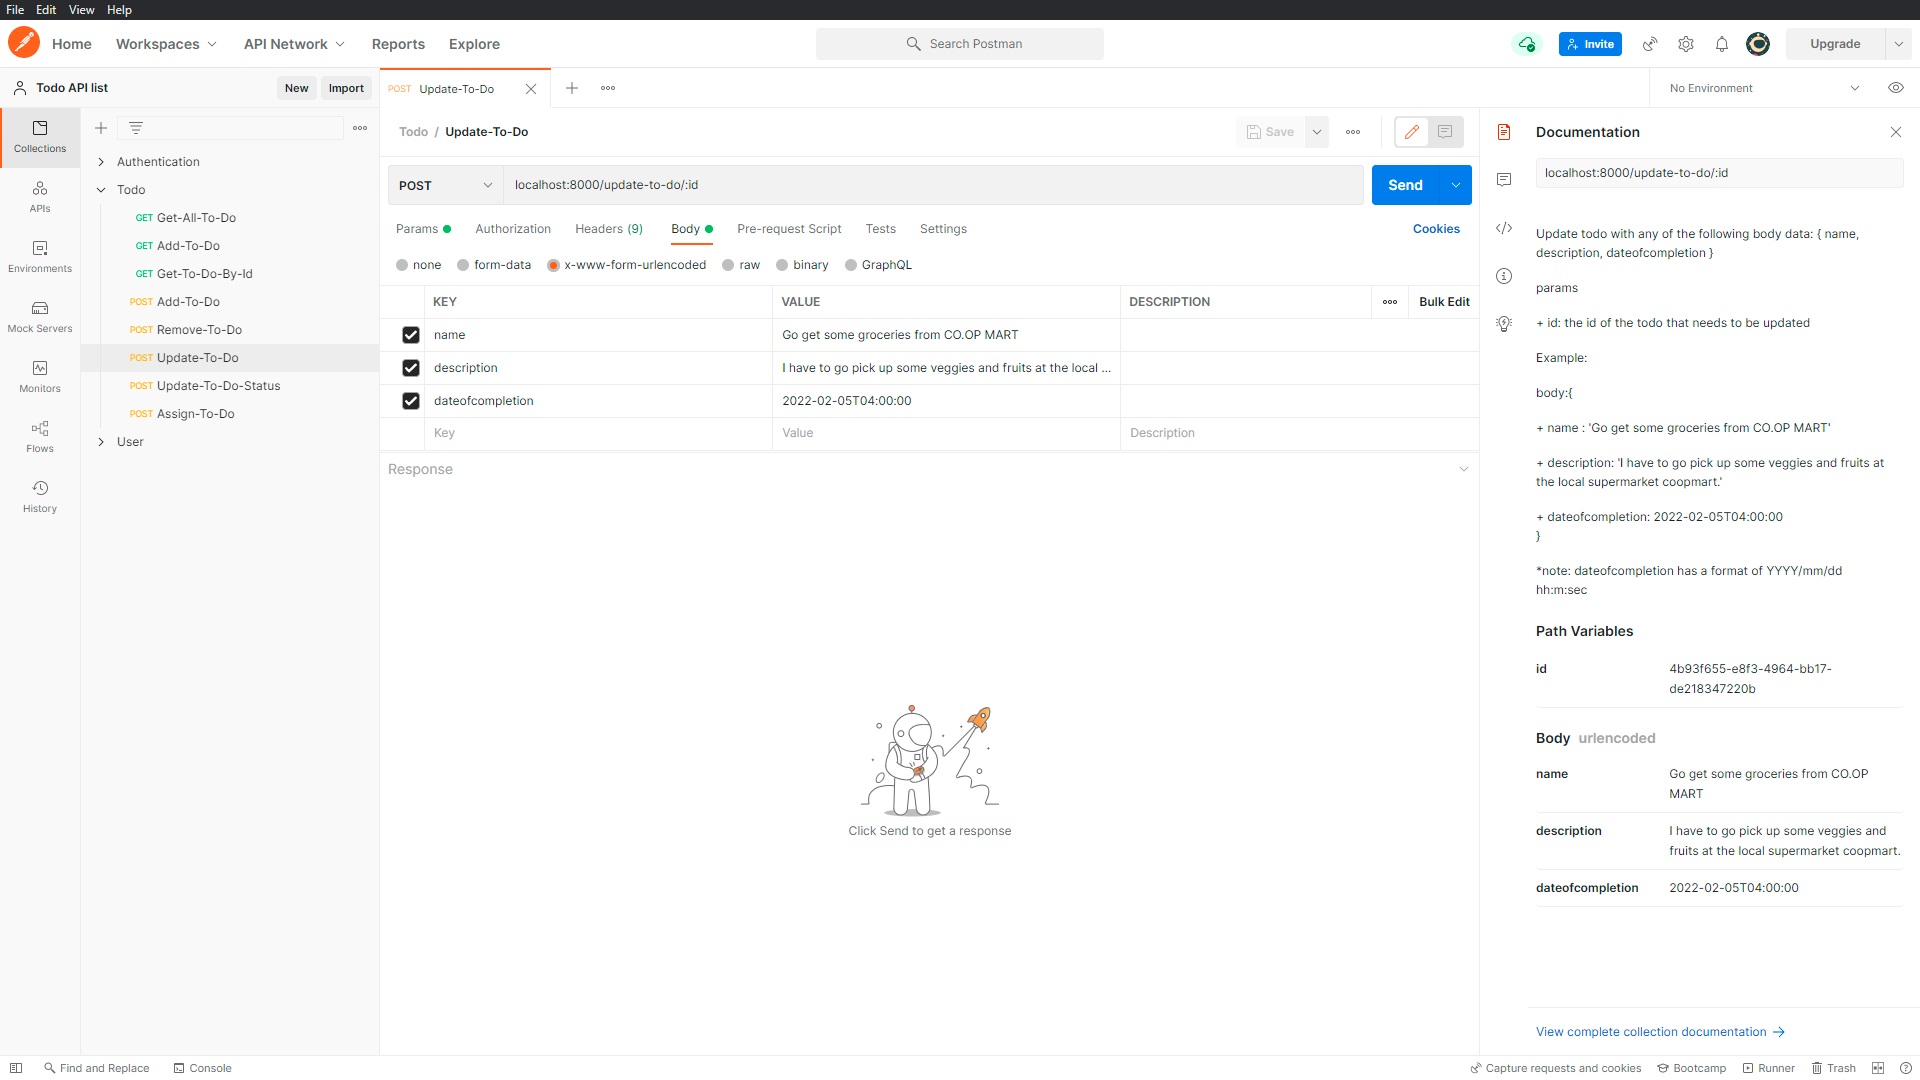 File Edit View Help
Home Workspaces API Network Reports Explore
Search Postman
Invite
Upgrade
Todo API list
New Import
POST Update-To-Do
No Environment
Collections
APIs
Environments
Mock Servers
Monitors
Flows
History
Authentication
Todo
GET Get-All-To-Do
GET Add-To-Do
GET Get-To-Do-By-Id
POST Add-To-Do
POST Remove-To-Do
POST Update-To-Do
POST Update-To-Do-Status
POST Assign-To-Do
User
Todo / Update-To-Do
Save
POST localhost:8000/update-to-do/:id
Send
Params Authorization Headers (9) Body Pre-request Script Tests Settings Cookies
none form-data x-www-form-urlencoded raw binary GraphQL
KEY VALUE DESCRIPTION Bulk Edit
name Go get some groceries from CO.OP MART
description I have to go pick up some veggies and fruits at the local ...
dateofcompletion 2022-02-05T04:00:00
Key Value Description
Response
Click Send to get a response
Documentation
localhost:8000/update-to-do/:id
Update todo with any of the following body data: { name,
description, dateofcompletion }
params
+ id: the id of the todo that needs to be updated
Example:
body:{
+ name : 'Go get some groceries from CO.OP MART'
+ description: 'I have to go pick up some veggies and fruits at
the local supermarket coopmart.'
+ dateofcompletion: 2022-02-05T04:00:00
}
*note: dateofcompletion has a format of YYYY/mm/dd
hh:m:sec
Path Variables
id 4b93f655-e8f3-4964-bb17-
de218347220b
Body urlencoded
name Go get some groceries from CO.OP
MART
description I have to go pick up some veggies and
fruits at the local supermarket coopmart.
dateofcompletion 2022-02-05T04:00:00
View complete collection documentation →
Find and Replace Console
Capture requests and cookies Bootcamp Runner Trash